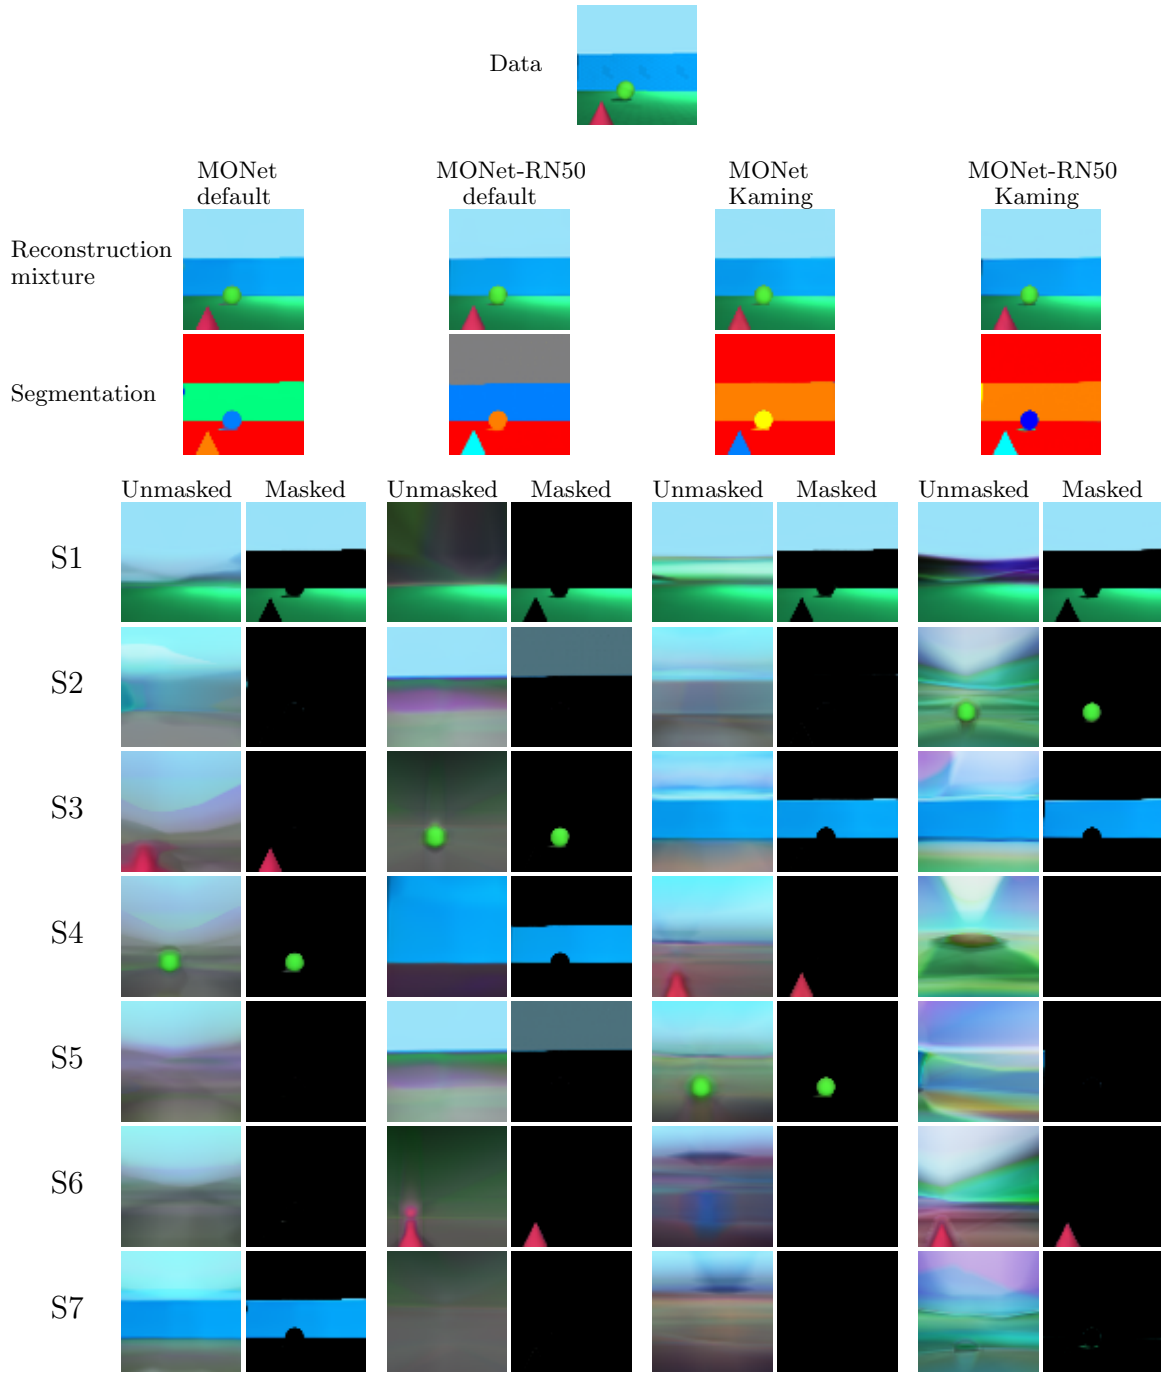 Data
MONet
default
MONet-RN50
default
MONet
Kaming
MONet-RN50
Kaming
Reconstruction
mixture
Segmentation
Unmasked Masked Unmasked Masked Unmasked Masked Unmasked Masked
S1
S2
S3
S4
S5
S6
S7